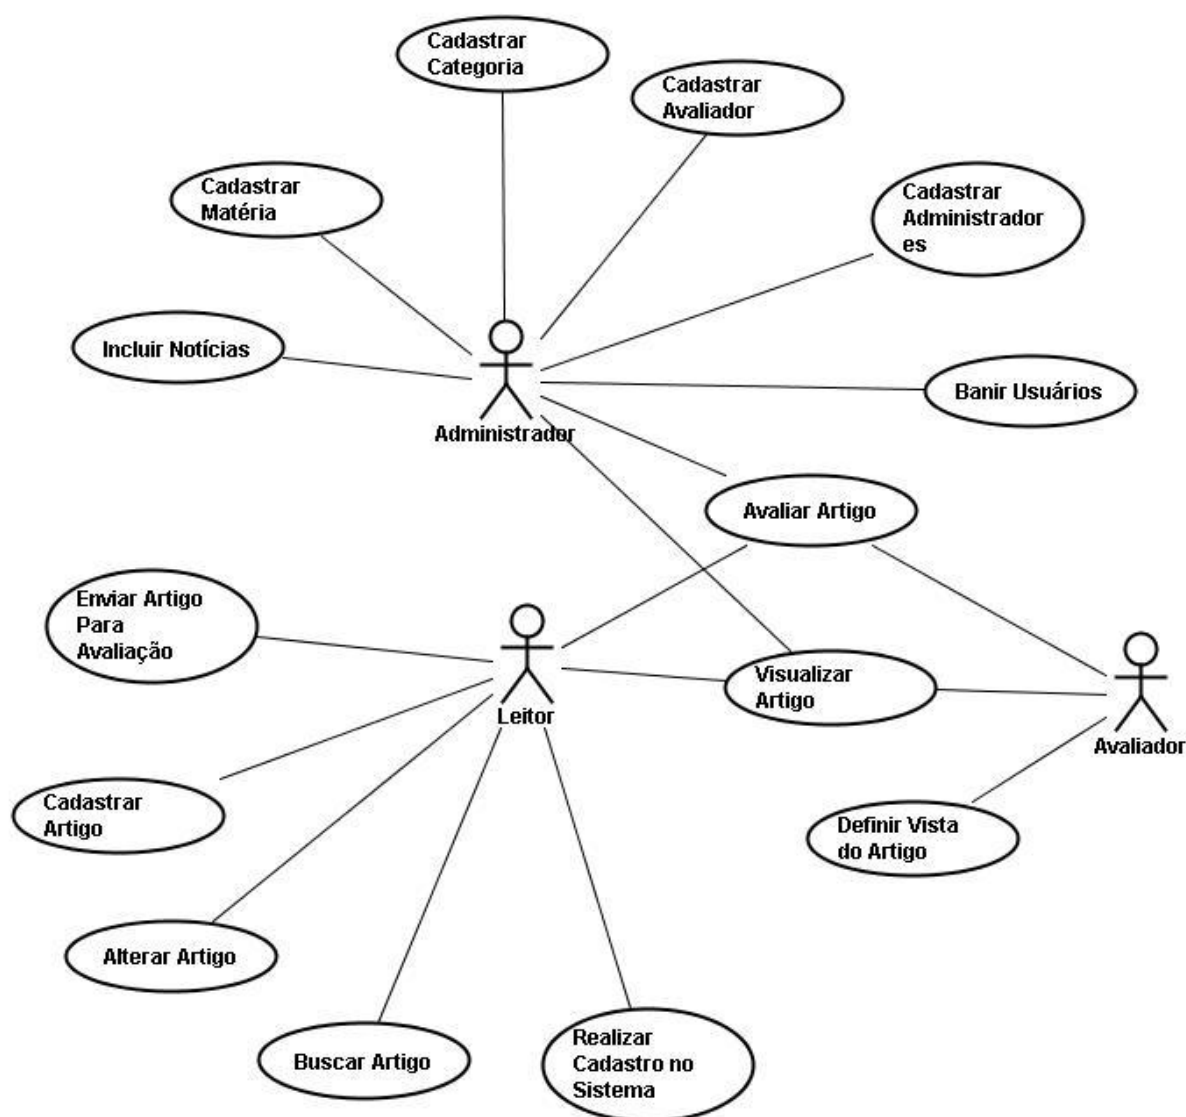 Cadastrar
Categoria
Cadastrar
Avaliador
Cadastrar
Matéria
Cadastrar
Administrador
es
Incluir Notícias
Banir Usuários
Administrador
Avaliar Artigo
Enviar Artigo
Para
Avaliação
Visualizar
Artigo
Leitor
Avaliador
Cadastrar
Artigo
Definir Vista
do Artigo
Alterar Artigo
Buscar Artigo
Realizar
Cadastro no
Sistema